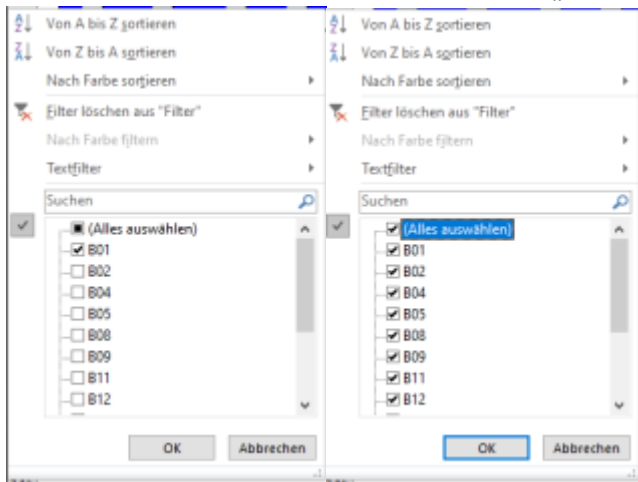 Von A bis Z sortieren
Von Z bis A sortieren
Nach Farbe sortieren
Filter löschen aus "Filter"
Nach Farbe filtern
Textfilter
Suchen
(Alles auswählen)
B01
B02
B04
B05
B08
B09
B11
B12
OK Abbrechen
Von A bis Z sortieren
Von Z bis A sortieren
Nach Farbe sortieren
Filter löschen aus "Filter"
Nach Farbe filtern
Textfilter
Suchen
(Alles auswählen)
B01
B02
B04
B05
B08
B09
B11
B12
OK Abbrechen